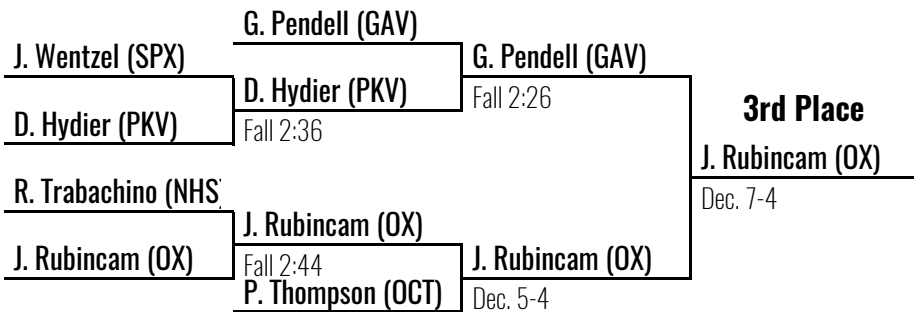 G. Pendell (GAV)
J. Wentzel (SPX)
G. Pendell (GAV)
D. Hydier (PKV)
Fall 2:26
3rd Place
D. Hydier (PKV)
Fall 2:36
J. Rubincam (OX)
R. Trabachino (NHS)
Dec. 7-4
J. Rubincam (OX)
J. Rubincam (OX)
Fall 2:44
J. Rubincam (OX)
P. Thompson (OCT)
Dec. 5-4